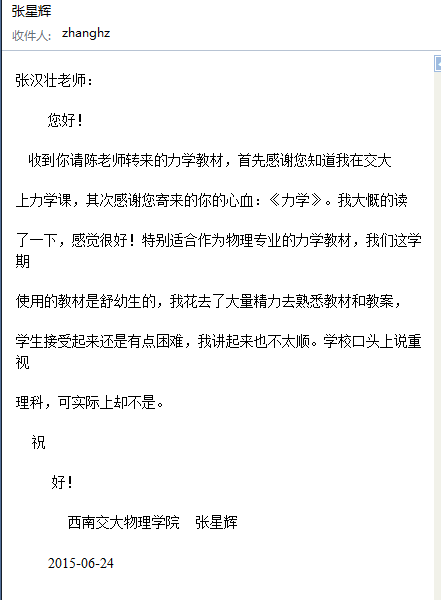 张星辉
收件人: zhanghz
张汉壮老师：
您好！
收到你请陈老师转来的力学教材，首先感谢您知道我在交大
上力学课，其次感谢您寄来的你的心血：《力学》。我大慨的读
了一下，感觉很好！特别适合作为物理专业的力学教材，我们这学
期
使用的教材是舒幼生的，我花去了大量精力去熟悉教材和教案，
学生接受起来还是有点困难，我讲起来也不太顺。学校口头上说重
视
理科，可实际上却不是。
祝
好！
西南交大物理学院 张星辉
2015-06-24